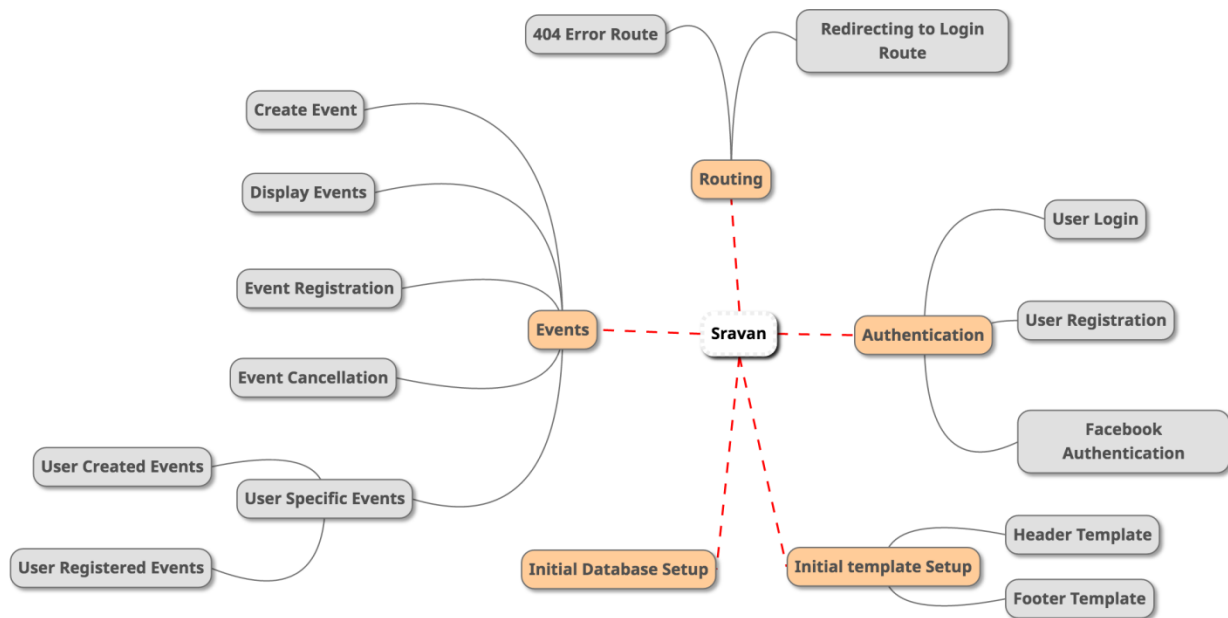 404 Error Route
Redirecting to Login
Route
Create Event
Routing
Display Events
User Login
Event Registration
Events
Sravan
Authentication
User Registration
Event Cancellation
Facebook
Authentication
User Created Events
User Specific Events
User Registered Events
Initial Database Setup
Initial template Setup
Header Template
Footer Template